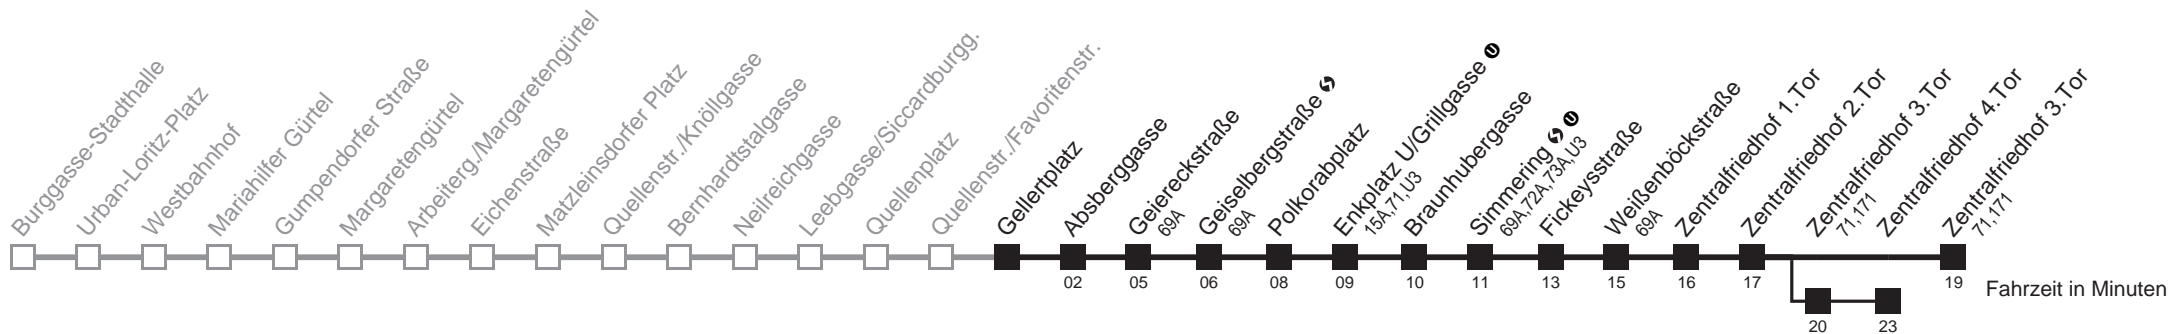 Burggasse-Stadthalle
Urban-Loritz-Platz
Westbahnhof
Mariahilfer Gürtel
Gumpendorfer Straße
Margaretengürtel
Arbeiterg./Margaretengürtel
Eichenstraße
Matzleinsdorfer Platz
Quellenstr./Knöllgasse
Bernhardtstalgasse
Neilreichgasse
Leebgasse/Siccardburgg.
Quellenplatz
Quellenstr./Favoritenstr.
Gellertplatz
Absberggasse
Geiereckstraße
69A
Geiselbergstraße
69A
Polkorabplatz
Enkplatz U/Grillgasse U
15A,71,U3
Braunhubergasse
Simmering S U
69A,72A,73A,U3
Fickeysstraße
Weißenböckstraße
69A
Zentralfriedhof 1.Tor
Zentralfriedhof 2.Tor
Zentralfriedhof 3.Tor
71,171
Zentralfriedhof 4.Tor
Zentralfriedhof 3.Tor
71,171
02 05 06 08 09 10 11 13 15 16 17 19
Fahrzeit in Minuten
20 23